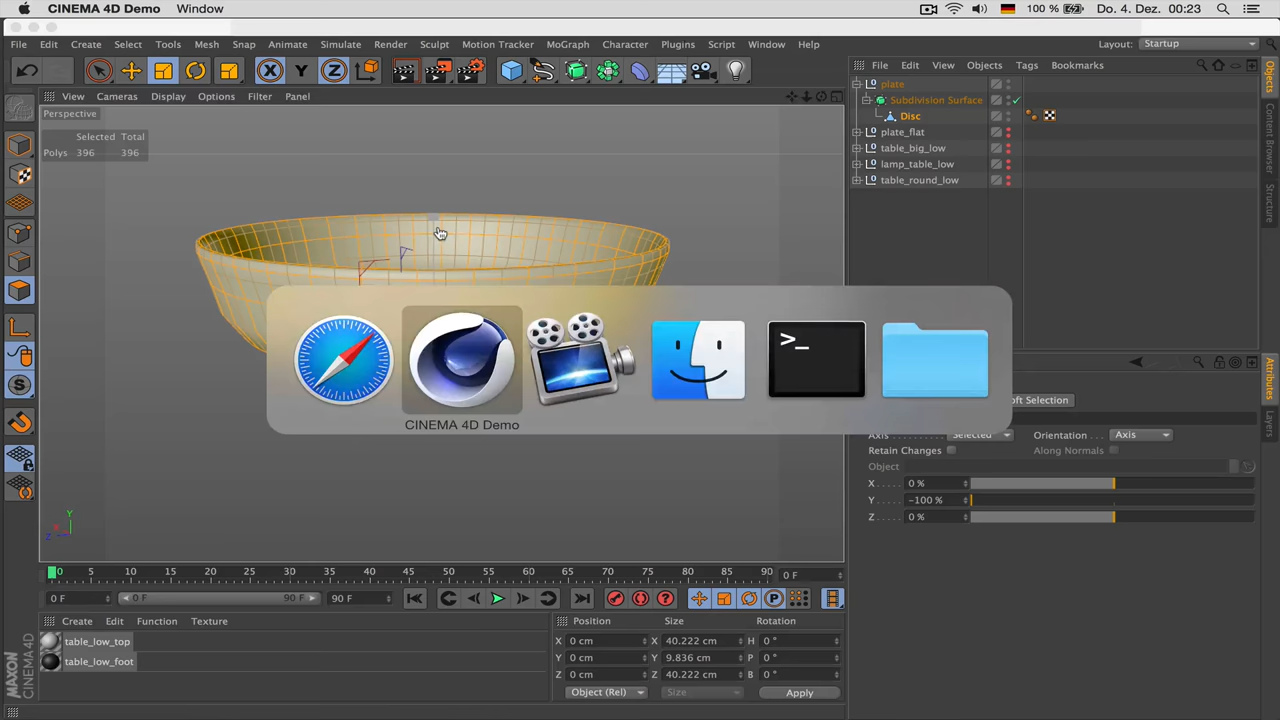 CINEMA 4D Demo Window 100 % Do. 4. Dez. 00:23
File Edit Create Select Tools Mesh Snap Animate Simulate Render Sculpt Motion Tracker MoGraph Character Plugins Script Window Help Layout: Startup
X Y Z
File Edit View Objects Tags Bookmarks
View Cameras Display Options Filter Panel
Perspective
Selected Total
Polys 396 396
plate
Subdivision Surface
Disc
plate_flat
table_big_low
lamp_table_low
table_round_low
Objects
Content Browser
Structure
>_
CINEMA 4D Demo
oft Selection
Axis Selected Orientation Axis
Retain Changes Along Normals
Object
X 0 %
Y -100 %
Z 0 %
Attributes
Layers
S
Y
X
Z
0 5 10 15 20 25 30 35 40 45 50 55 60 65 70 75 80 85 90 0 F
0 F 0 F 90 F 90 F
Create Edit Function Texture
table_low_top
table_low_foot
Position Size Rotation
X 0 cm X 40.222 cm H 0 °
Y 0 cm Y 9.836 cm P 0 °
Z 0 cm Z 40.222 cm B 0 °
Object (Rel) Size Apply
MAXON
CINEMA 4D